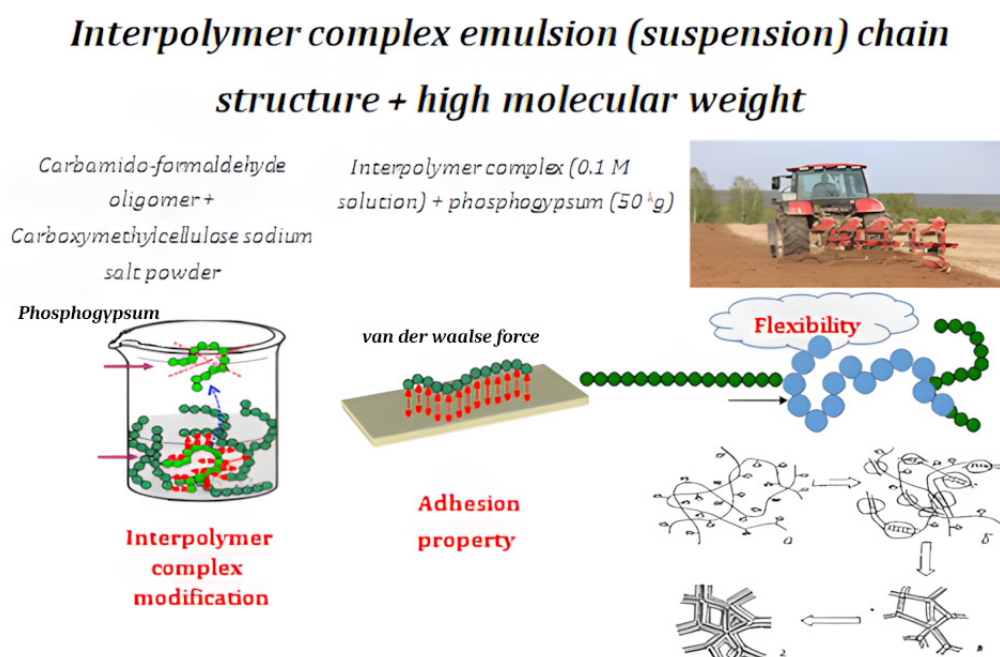 Interpolymer complex emulsion (suspension) chain
structure + high molecular weight
Carbamido-formaldehyde
oligomer +
Carboxymethylcellulose sodium
salt powder
Interpolymer complex (0.1 M
solution) + phosphogypsum (50 kg)
Phosphogypsum
van der waalse force
Flexibility
Adhesion
property
Interpolymer
complex
modification
а
б
в
г